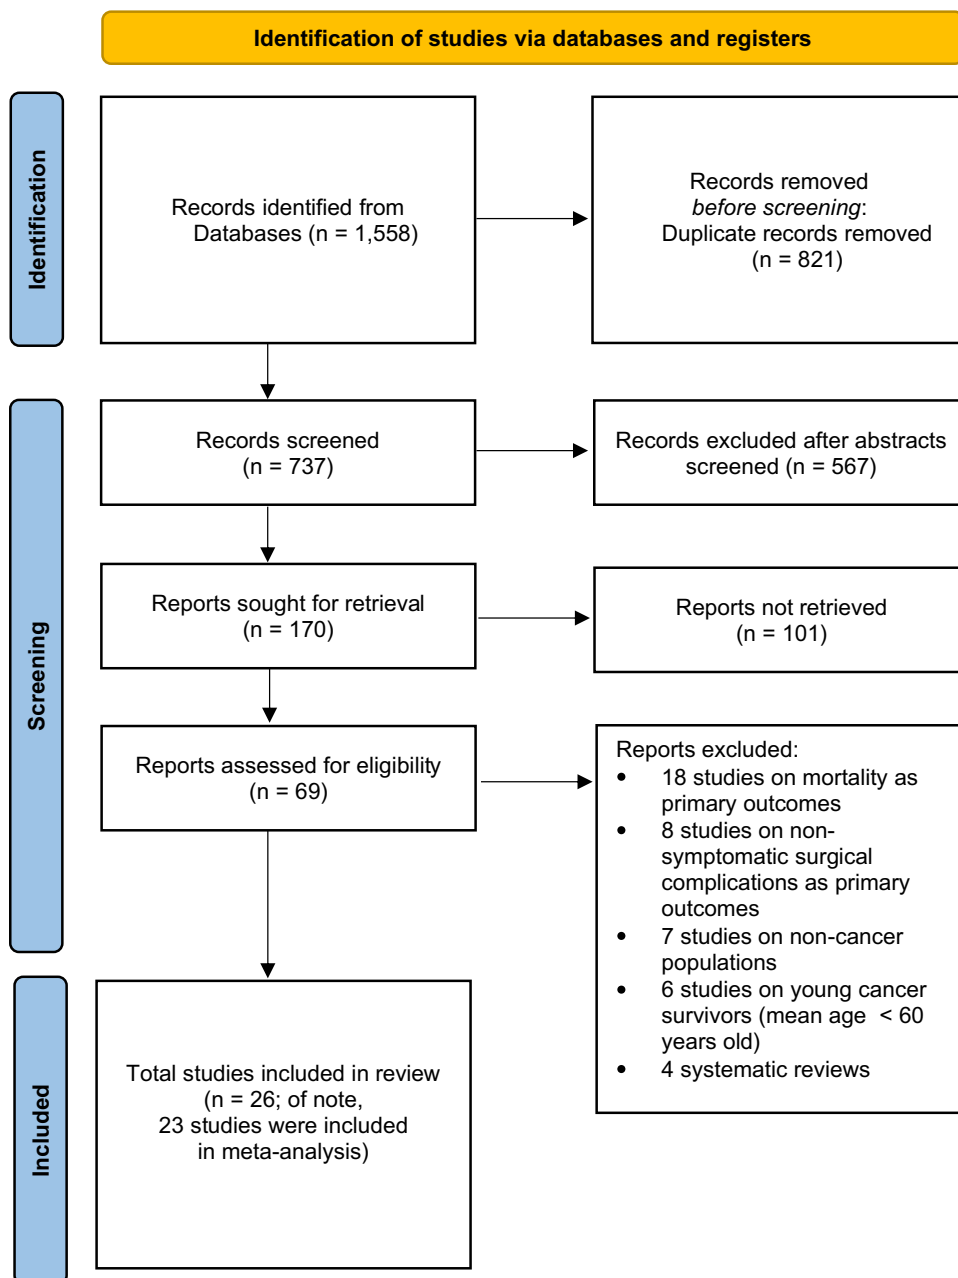 Identification of studies via databases and registers
Identification
Records identified from
Databases (n = 1,558)
Records removed
before screening:
Duplicate records removed
(n = 821)
Screening
Records screened
(n = 737)
Records excluded after abstracts
screened (n = 567)
Reports sought for retrieval
(n = 170)
Reports not retrieved
(n = 101)
Reports assessed for eligibility
(n = 69)
Reports excluded:
• 18 studies on mortality as
primary outcomes
• 8 studies on non-
symptomatic surgical
complications as primary
outcomes
• 7 studies on non-cancer
populations
• 6 studies on young cancer
survivors (mean age < 60
years old)
• 4 systematic reviews
Included
Total studies included in review
(n = 26; of note,
23 studies were included
in meta-analysis)